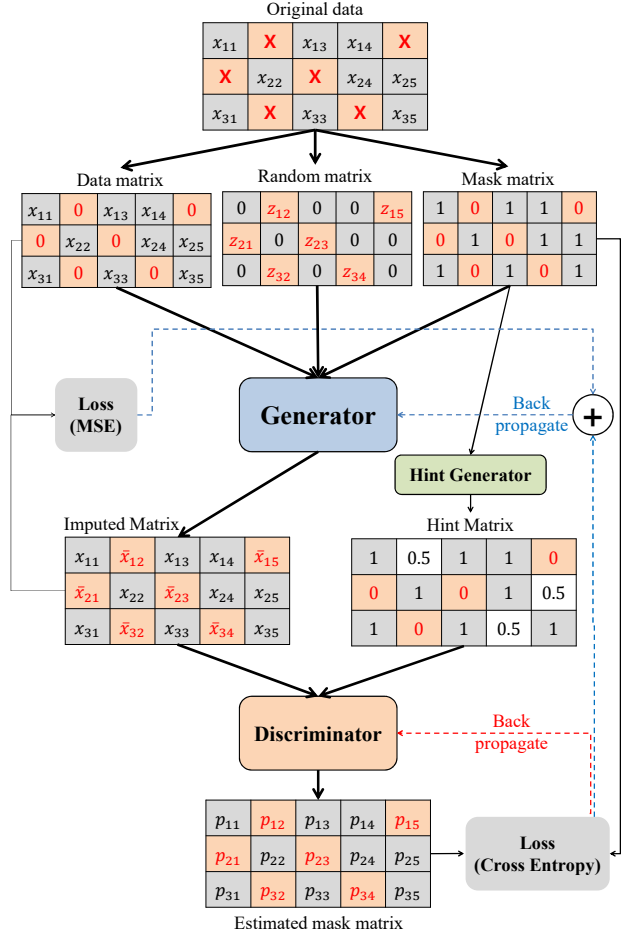 Original data
x₁₁ X x₁₃ x₁₄ X
X x₂₂ X x₂₄ x₂₅
x₃₁ X x₃₃ X x₃₅
Data matrix
x₁₁ 0 x₁₃ x₁₄ 0
0 x₂₂ 0 x₂₄ x₂₅
x₃₁ 0 x₃₃ 0 x₃₅
Random matrix
0 z₁₂ 0 0 z₁₅
z₂₁ 0 z₂₃ 0 0
0 z₃₂ 0 z₃₄ 0
Mask matrix
1 0 1 1 0
0 1 0 1 1
1 0 1 0 1
Loss
(MSE)
Generator
Back
propagate
+
Hint Generator
Imputed Matrix
x₁₁ x̄₁₂ x₁₃ x₁₄ x̄₁₅
x̄₂₁ x₂₂ x̄₂₃ x₂₄ x₂₅
x₃₁ x̄₃₂ x₃₃ x̄₃₄ x₃₅
Hint Matrix
1 0.5 1 1 0
0 1 0 1 0.5
1 0 1 0.5 1
Discriminator
Back
propagate
p₁₁ p₁₂ p₁₃ p₁₄ p₁₅
p₂₁ p₂₂ p₂₃ p₂₄ p₂₅
p₃₁ p₃₂ p₃₃ p₃₄ p₃₅
Estimated mask matrix
Loss
(Cross Entropy)